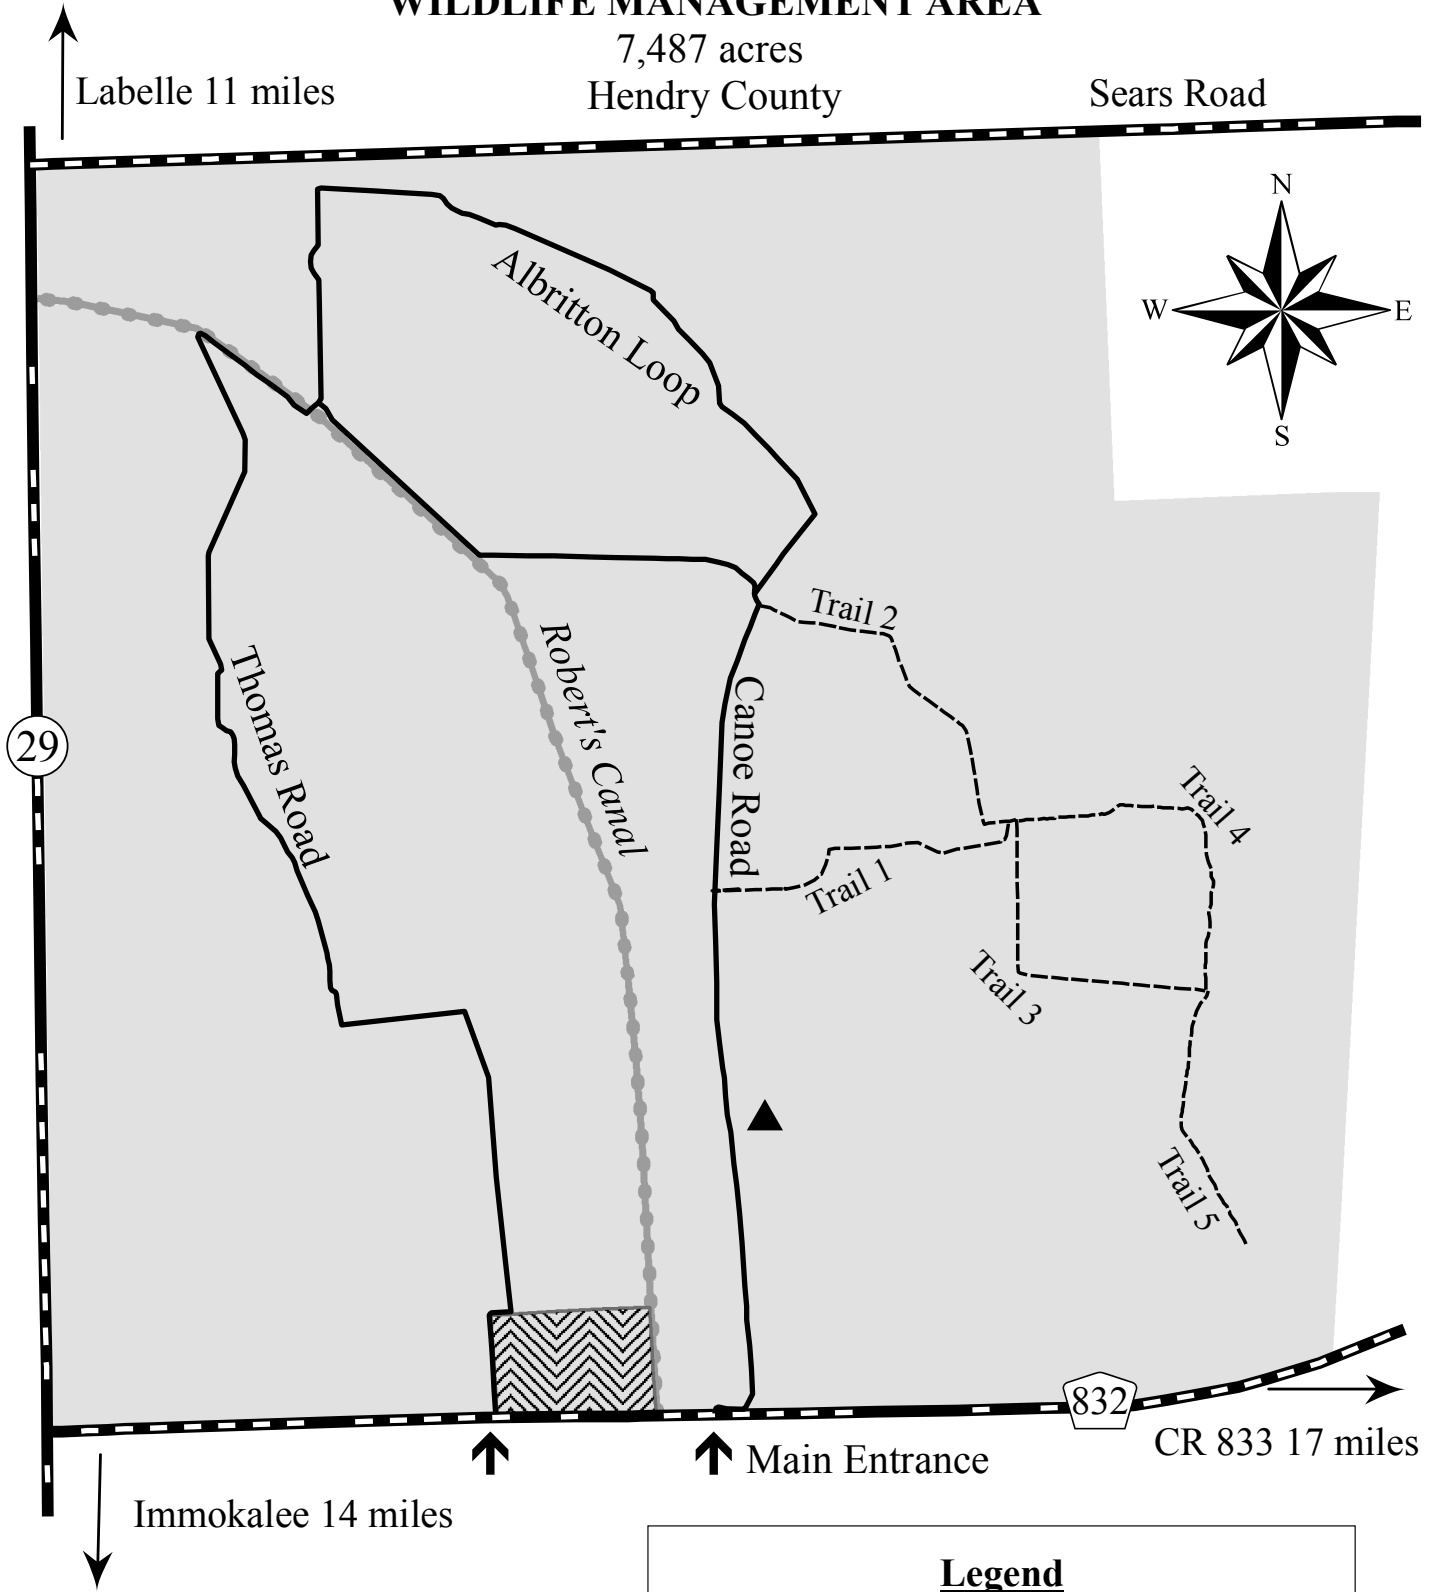 WILDLIFE MANAGEMENT AREA
7,487 acres
Labelle 11 miles
Hendry County
Sears Road
N
W
E
S
Albritton Loop
Trail 2
Thomas Road
Robert's Canal
Canoe Road
29
Trail 4
Trail 1
Trail 3
Trail 5
832
CR 833 17 miles
Main Entrance
Immokalee 14 miles
Legend